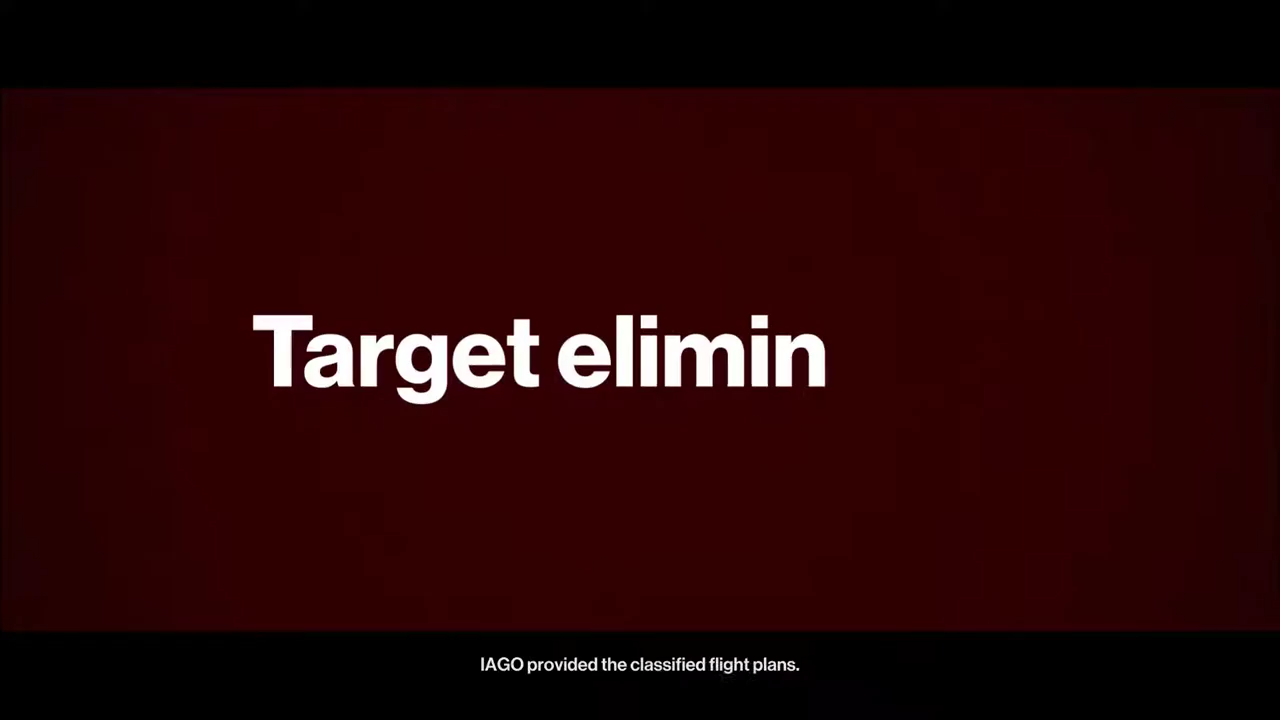 Target elimin
IAGO provided the classified flight plans.